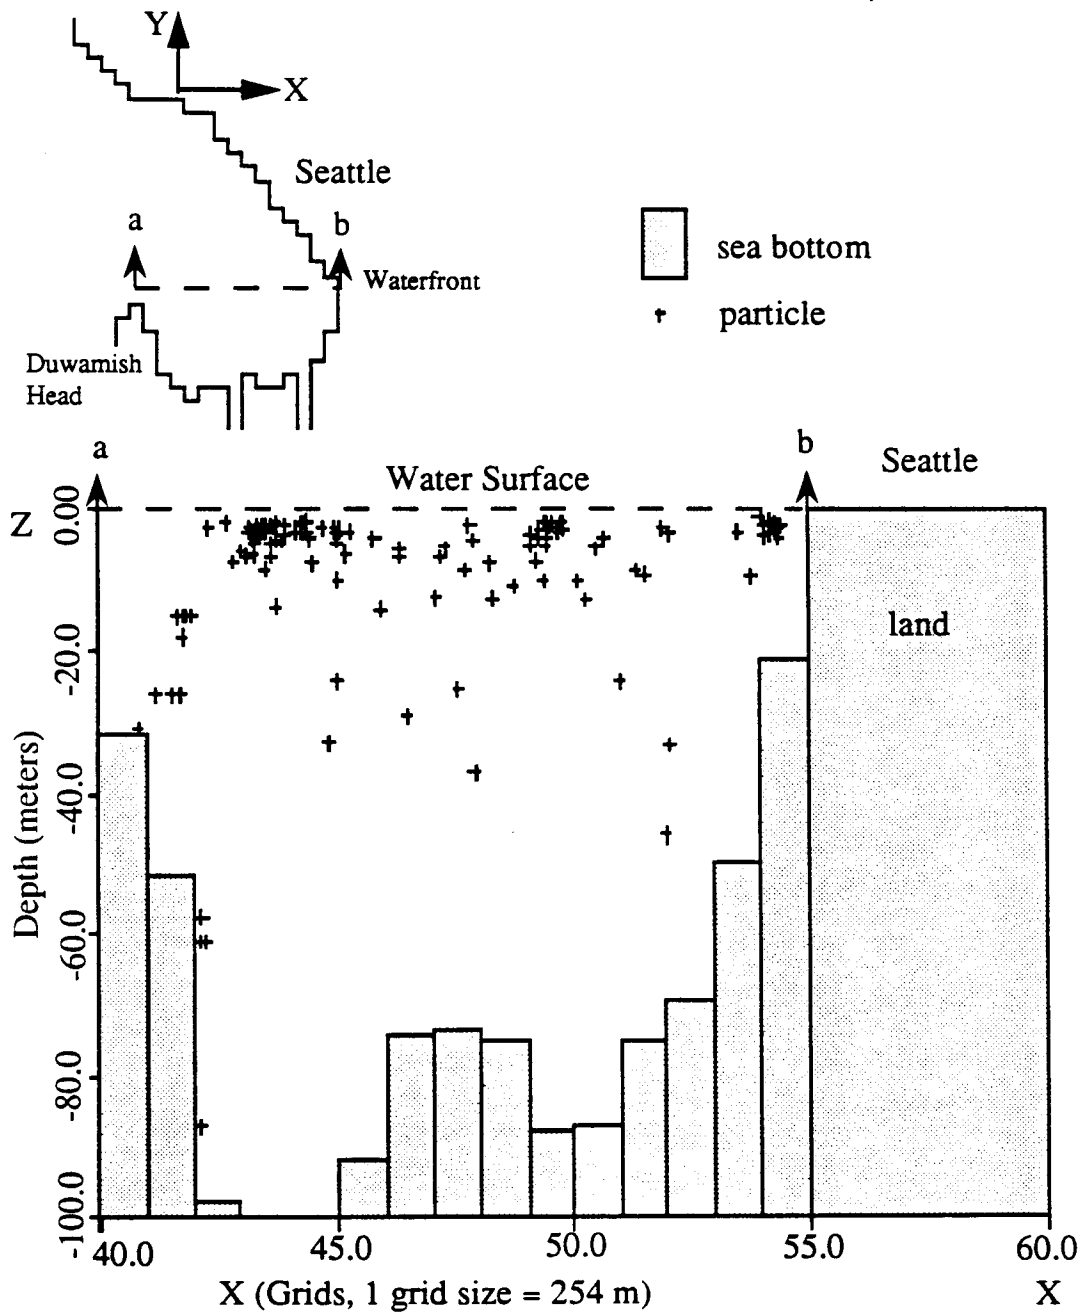 Y
X
Seattle
a
b
Waterfront
Duwamish
Head
sea bottom
particle
a
b
Seattle
Water Surface
Z
0.00
land
-20.0
-40.0
-60.0
-80.0
-100.0
Depth (meters)
40.0
45.0
50.0
55.0
60.0
X (Grids, 1 grid size = 254 m)
X